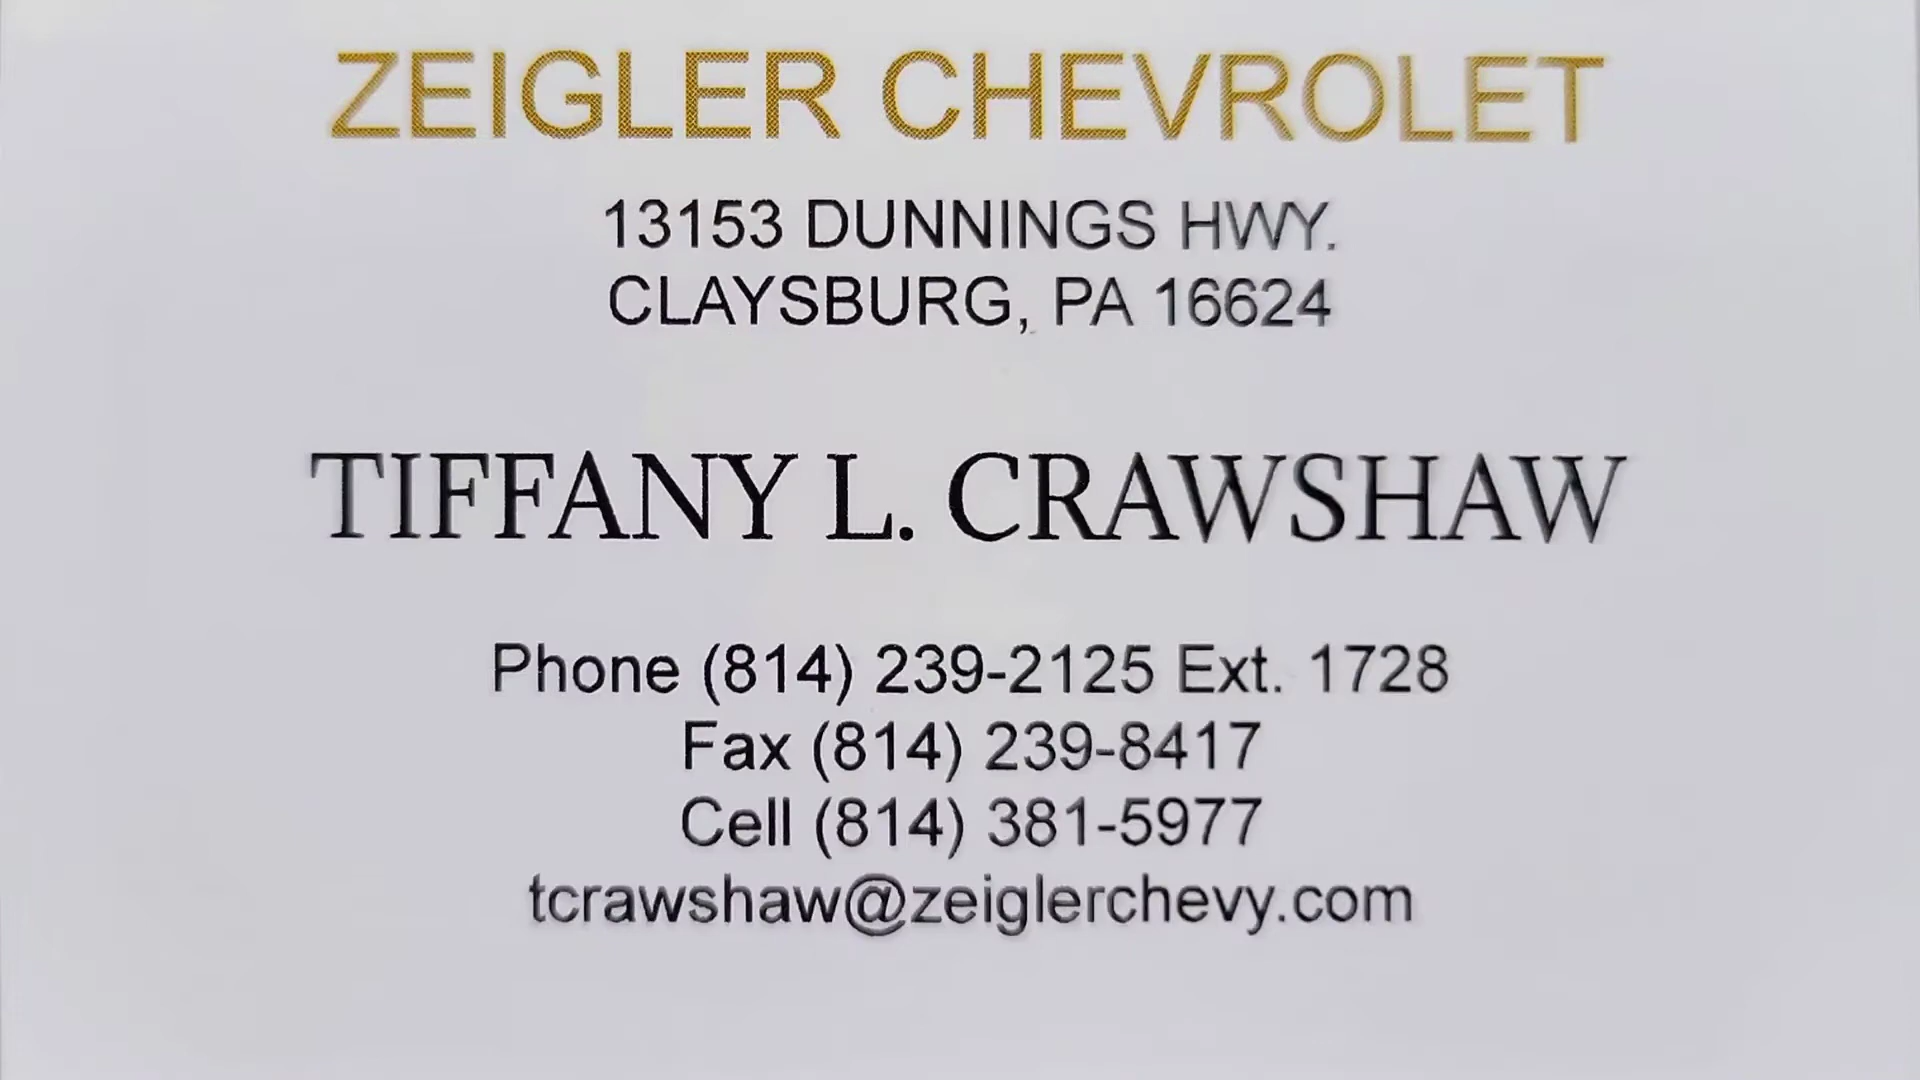 ZEIGLER CHEVROLET
13153 DUNNINGS HWY.
CLAYSBURG, PA 16624
TIFFANY L. CRAWSHAW
Phone (814) 239-2125 Ext. 1728
Fax (814) 239-8417
Cell (814) 381-5977
tcrawshaw@zeiglerchevy.com